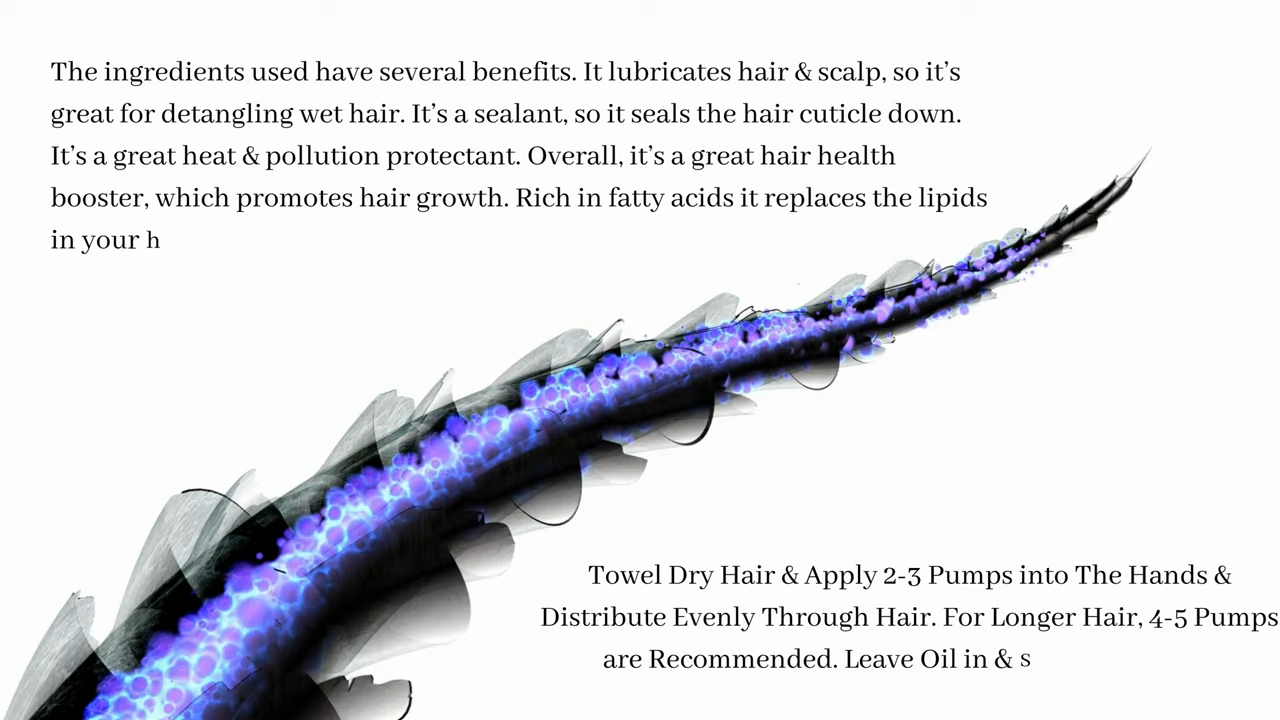 The ingredients used have several benefits. It lubricates hair & scalp, so it's
great for detangling wet hair. It's a sealant, so it seals the hair cuticle down.
It's a great heat & pollution protectant. Overall, it's a great hair health
booster, which promotes hair growth. Rich in fatty acids it replaces the lipids
in your h
Towel Dry Hair & Apply 2-3 Pumps into The Hands &
Distribute Evenly Through Hair. For Longer Hair, 4-5 Pumps
are Recommended. Leave Oil in & s